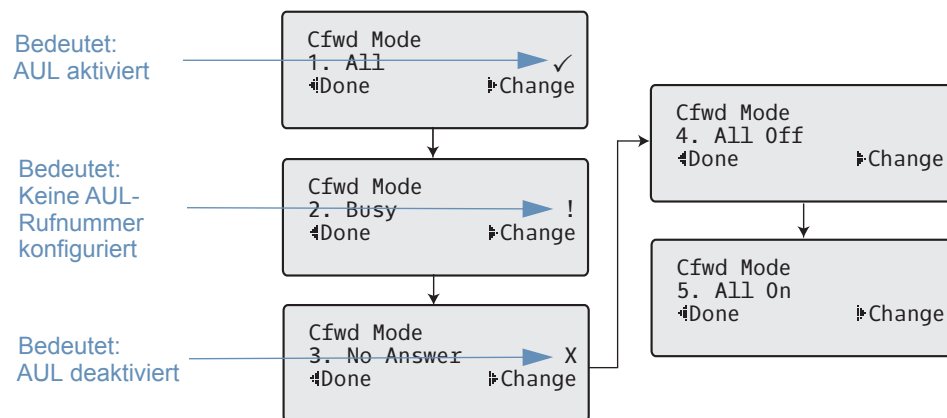 Bedeutet:
AUL aktiviert
Cfwd Mode
1. All ✓
Done Change
Bedeutet:
Keine AUL-
Rufnummer
konfiguriert
Cfwd Mode
2. Busy !
Done Change
Bedeutet:
AUL deaktiviert
Cfwd Mode
3. No Answer X
Done Change
Cfwd Mode
4. All Off
Done Change
Cfwd Mode
5. All On
Done Change